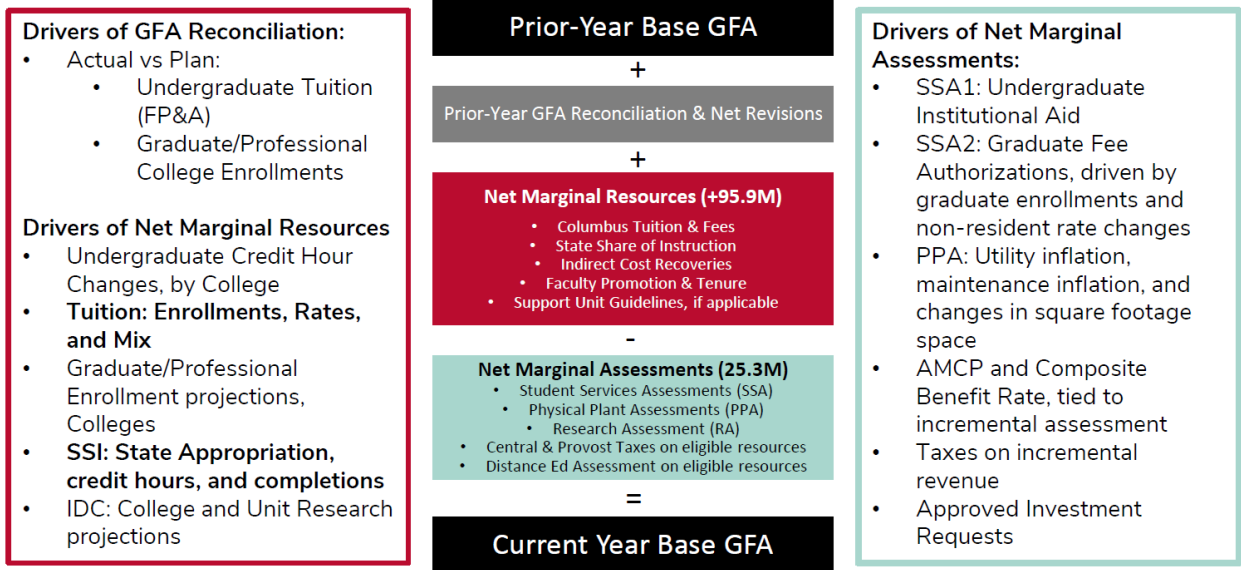 Drivers of GFA Reconciliation:
• Actual vs Plan:
• Undergraduate Tuition
(FP&A)
• Graduate/Professional
College Enrollments
Drivers of Net Marginal Resources
• Undergraduate Credit Hour
Changes, by College
• Tuition: Enrollments, Rates,
and Mix
• Graduate/Professional
Enrollment projections,
Colleges
• SSI: State Appropriation,
credit hours, and completions
• IDC: College and Unit Research
projections
Prior-Year Base GFA
+
Prior-Year GFA Reconciliation & Net Revisions
+
Net Marginal Resources (+95.9M)
• Columbus Tuition & Fees
• State Share of Instruction
• Indirect Cost Recoveries
• Faculty Promotion & Tenure
• Support Unit Guidelines, if applicable
-
Net Marginal Assessments (25.3M)
• Student Services Assessments (SSA)
• Physical Plant Assessments (PPA)
• Research Assessment (RA)
• Central & Provost Taxes on eligible resources
• Distance Ed Assessment on eligible resources
=
Current Year Base GFA
Drivers of Net Marginal
Assessments:
• SSA1: Undergraduate
Institutional Aid
• SSA2: Graduate Fee
Authorizations, driven by
graduate enrollments and
non-resident rate changes
• PPA: Utility inflation,
maintenance inflation, and
changes in square footage
space
• AMCP and Composite
Benefit Rate, tied to
incremental assessment
• Taxes on incremental
revenue
• Approved Investment
Requests